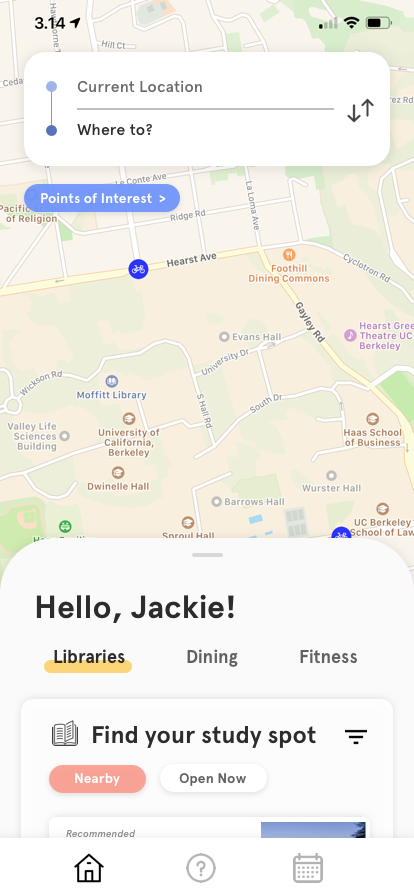 3.14
Hill Ct
Current Location
Where to?
Le Conte Ave
La Loma Ave
Points of Interest >
of Religion
Ridge Rd
Hearst Ave
Foothill
Dining Commons
Cyclotron Rd
Gayley Rd
Evans Hall
Hearst Gree
Theatre UC
Berkeley
University Dr
Wickson Rd
Moffitt Library
S Hall Rd
South Dr
Valley Life
Sciences
Building
University of
California,
Berkeley
Haas School
of Business
Dwinelle Hall
Wurster Hall
Barrows Hall
Sproul Hall
UC Berkeley
School of Law
Hello, Jackie!
Libraries
Dining
Fitness
Find your study spot
Nearby
Open Now
Recommended